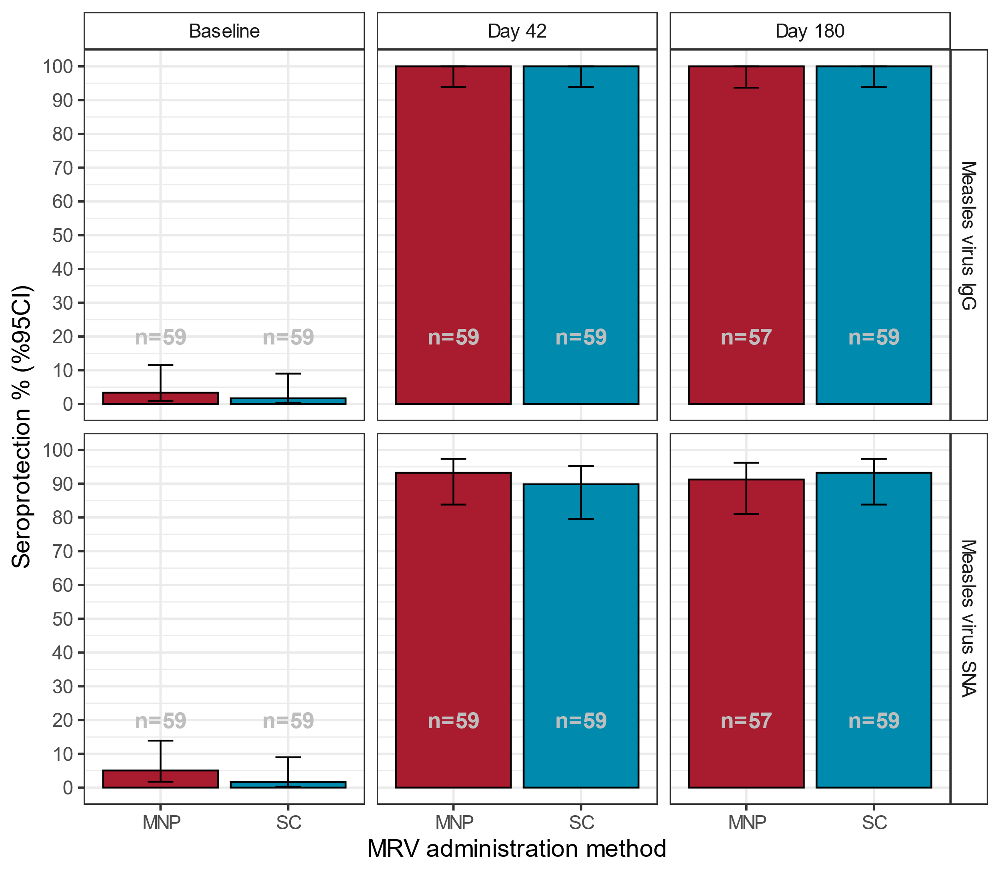 Baseline
Day 42
Day 180
Seroprotection % (%95CI)
100
90
80
70
60
50
40
30
20
10
0
n=59
n=59
n=59
n=59
n=57
n=59
Measles virus IgG
100
90
80
70
60
50
40
30
20
10
0
n=59
n=59
n=59
n=59
n=57
n=59
Measles virus SNA
MNP
SC
MNP
SC
MNP
SC
MRV administration method